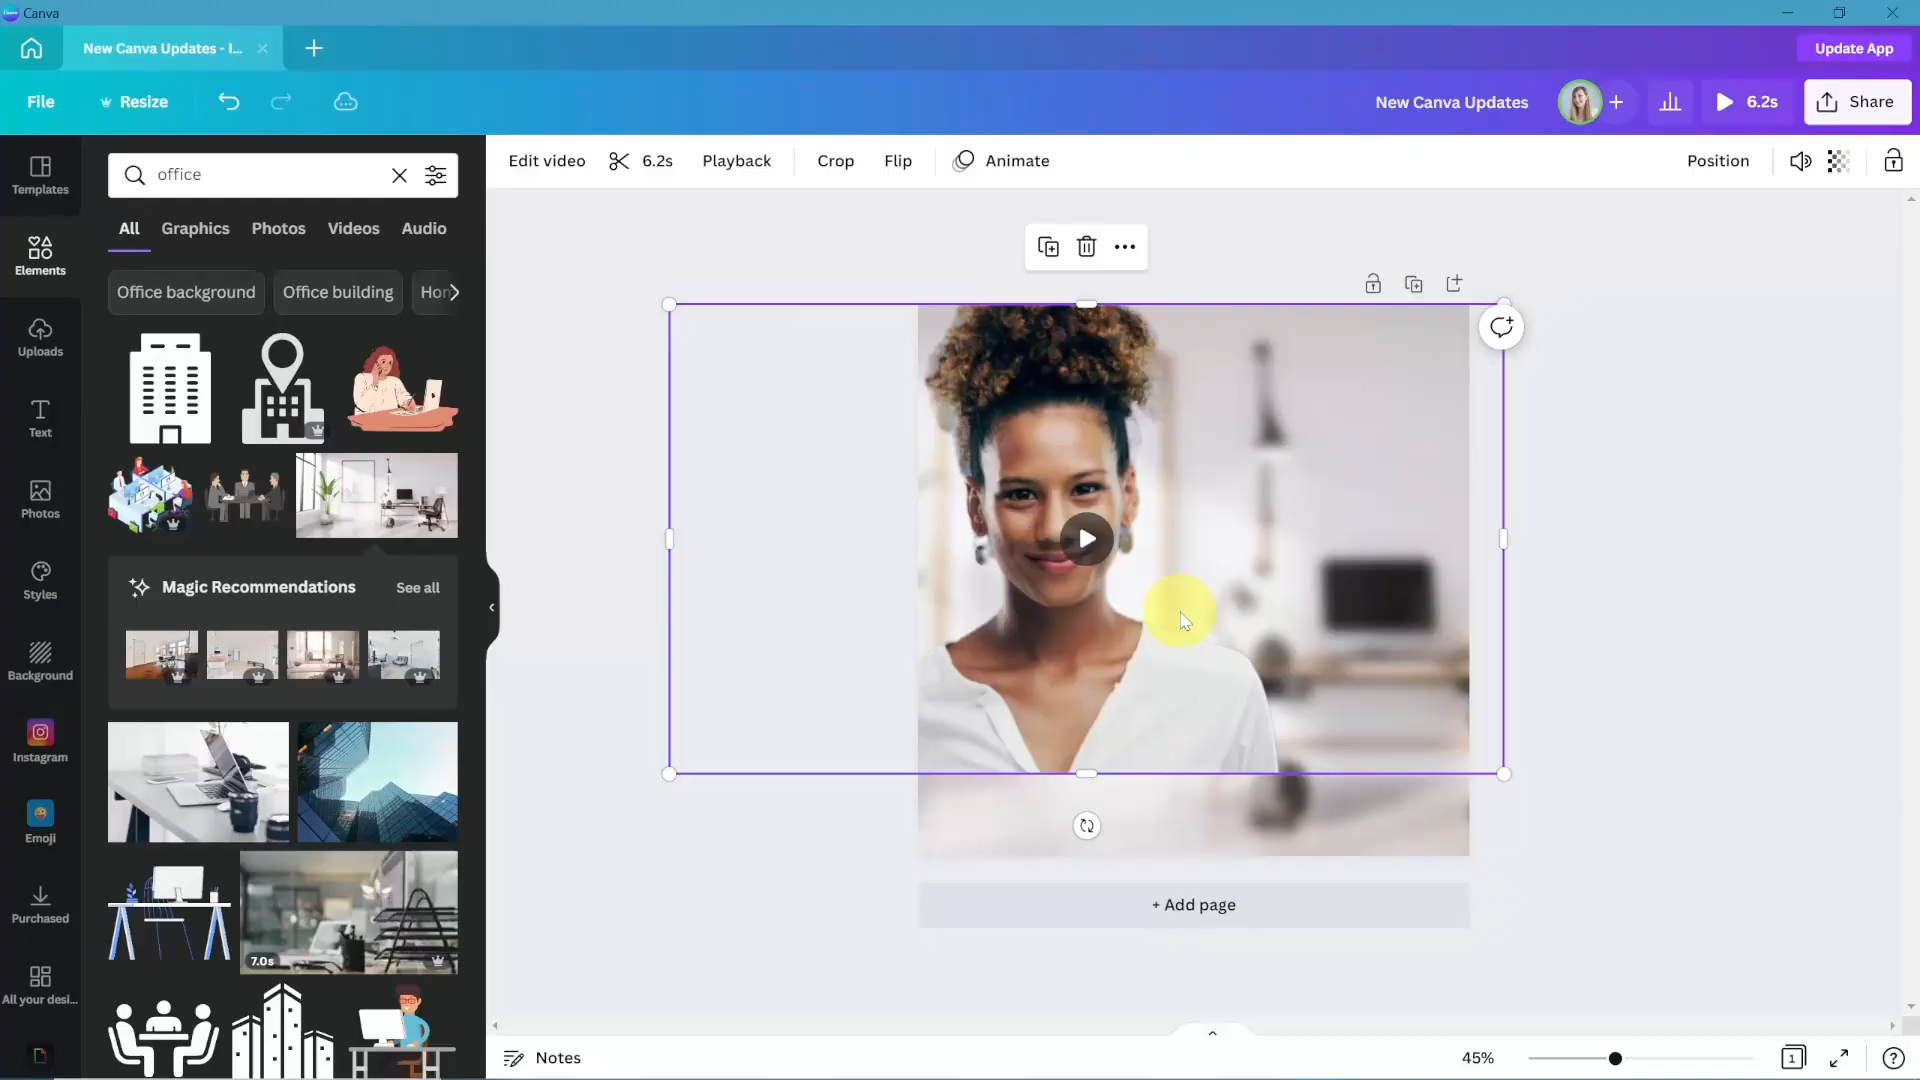 Canva
New Canva Updates - I...
Update App
File
Resize
New Canva Updates
6.2s
Share
Templates
Elements
Uploads
Text
Photos
Styles
Background
Instagram
Emoji
Purchased
All your desi...
office
All Graphics Photos Videos Audio
Office background
Office building
Hor
Magic Recommendations
See all
7.0s
Edit video
6.2s
Playback
Crop
Flip
Animate
Position
+ Add page
Notes
45%
1
?